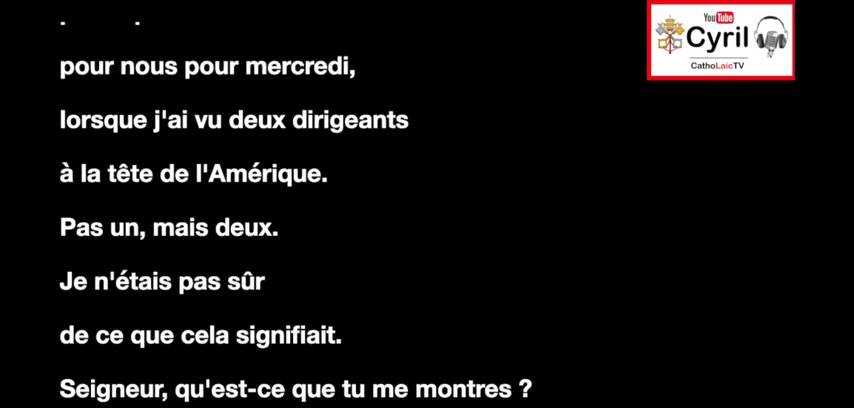 pour nous pour mercredi,
lorsque j'ai vu deux dirigeants
à la tête de l'Amérique.
Pas un, mais deux.
Je n'étais pas sûr
de ce que cela signifiait.
Seigneur, qu'est-ce que tu me montres ?
YouTube
Cyril
CathoLaicTV